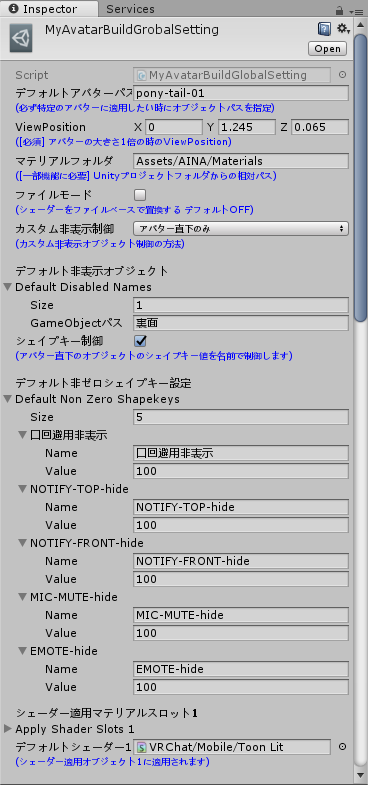 Inspector Services
MyAvatarBuildGrobalSetting
Open
Script MyAvatarBuildGlobalSetting
デフォルトアバターパス pony-tail-01
(必ず特定のアバターに適用したい時にオブジェクトパスを指定)
ViewPosition X 0 Y 1.245 Z 0.065
([必須] アバターの大きさ1倍の時のViewPosition)
マテリアルフォルダ Assets/AINA/Materials
([一部機能に必要] Unityプロジェクトフォルダからの相対パス)
ファイルモード
(シェーダーをファイルベースで置換する デフォルトOFF)
カスタム非表示制御 アバター直下のみ
(カスタム非表示オブジェクト制御の方法)
デフォルト非表示オブジェクト
Default Disabled Names
Size 1
GameObjectパス 裏面
シェイプキー制御
(アバター直下のオブジェクトのシェイプキー値を名前で制御します)
デフォルト非ゼロシェイプキー設定
Default Non Zero Shapekeys
Size 5
Name
Value 100
NOTIFY-TOP-hide
Name NOTIFY-TOP-hide
Value 100
NOTIFY-FRONT-hide
Name NOTIFY-FRONT-hide
Value 100
MIC-MUTE-hide
Name MIC-MUTE-hide
Value 100
EMOTE-hide
Name EMOTE-hide
Value 100
シェーダー適用マテリアルスロット1
Apply Shader Slots 1
デフォルトシェーダー1 VRChat/Mobile/Toon Lit
(シェーダー適用オブジェクト1に適用されます)